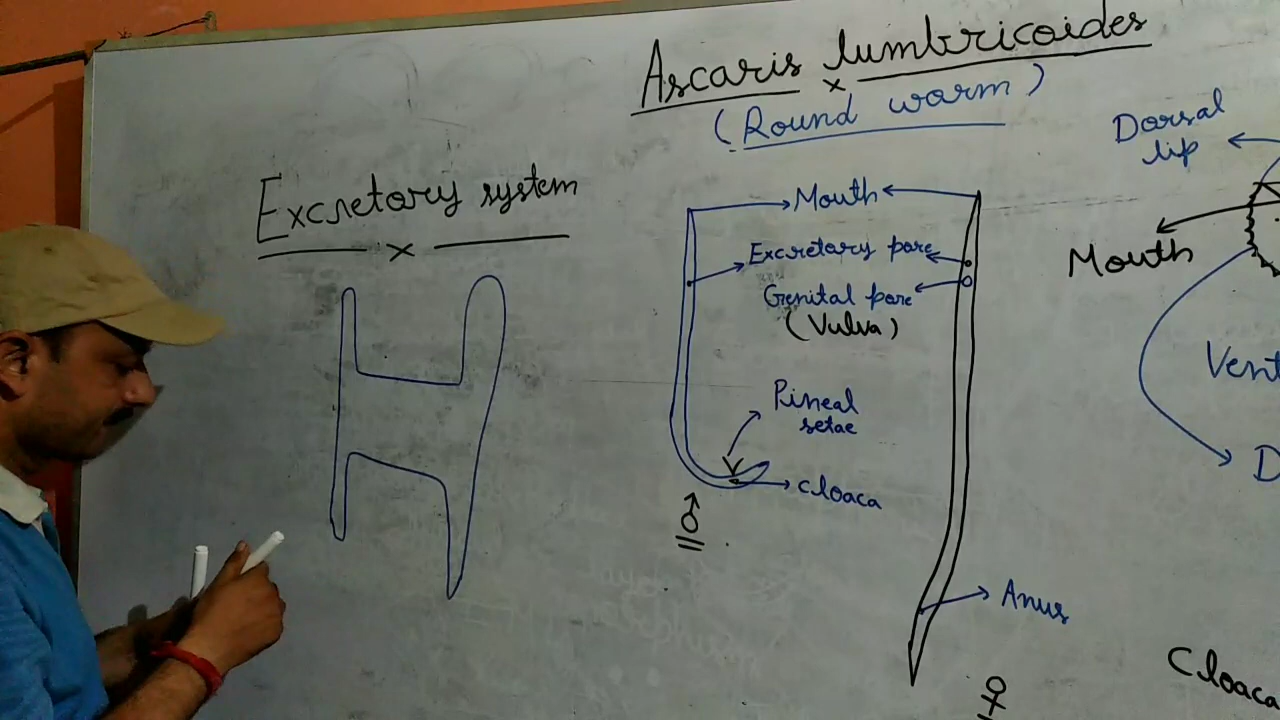 Ascaris lumbricoides
(Round warm)
Excretory system
Mouth
Excretary pore
Genital pore
(Vulva)
Pineal
setae
cloaca
♂
Anus
♀
Dorsal
lip
Mouth
Vent
D
Cloaca